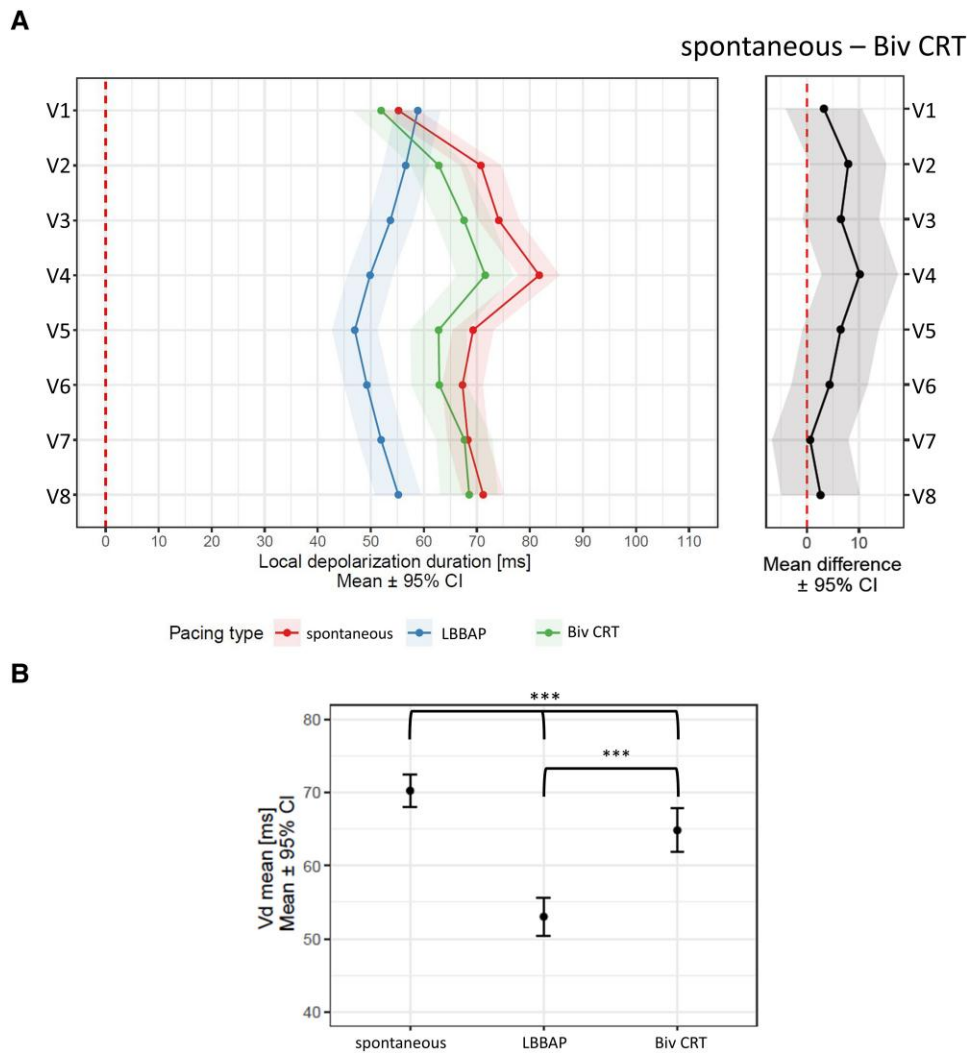 A
spontaneous – Biv CRT
V1
V2
V3
V4
V5
V6
V7
V8
0 10 20 30 40 50 60 70 80 90 100 110
Local depolarization duration [ms]
Mean ± 95% CI
V1
V2
V3
V4
V5
V6
V7
V8
0 10
Mean difference
± 95% CI
Pacing type spontaneous LBBAP Biv CRT
B
***
***
80
70
60
50
40
Vd mean [ms]
Mean ± 95% CI
spontaneous LBBAP Biv CRT